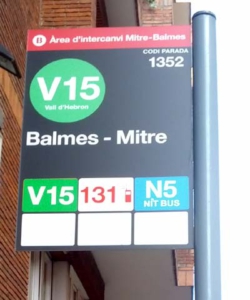 Àrea d'intercanvi Mitre-Balmes
CODI PARADA
1352
V15
Vall d'Hebron
Balmes - Mitre
V15 131 N5
NIT BUS